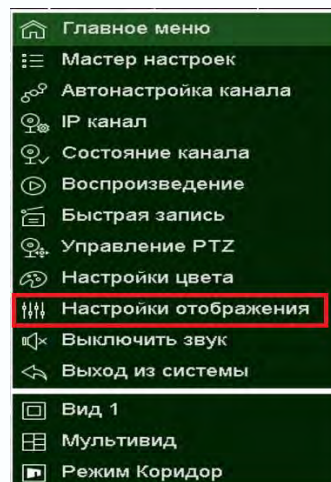 Главное меню
Мастер настроек
Автонастройка канала
IP канал
Состояние канала
Воспроизведение
Быстрая запись
Управление PTZ
Настройки цвета
Настройки отображения
Выключить звук
Выход из системы
Вид 1
Мультивид
Режим Коридор